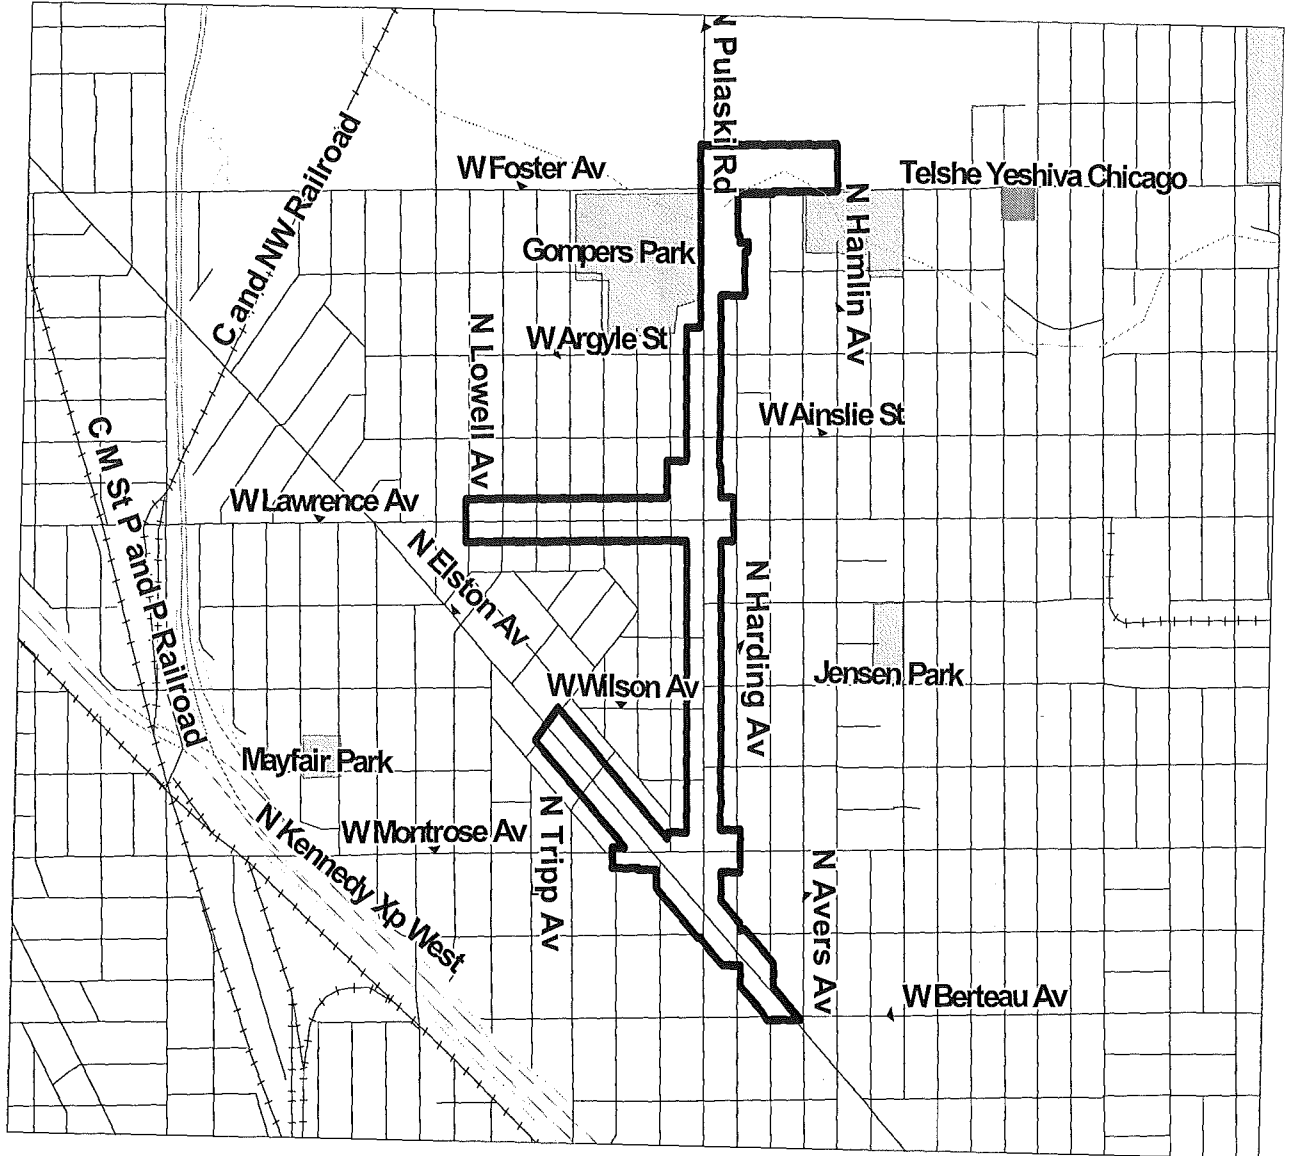 N Pulaski Rd
W Foster Av
Telshe Yeshiva Chicago
C and NW Railroad
N Hamlin Av
Gompers Park
N Lowell Av
W Argyle St
W Ainslie St
C M St P and P Railroad
W Lawrence Av
N Elston Av
N Harding Av
Jensen Park
W Wilson Av
Mayfair Park
N Kennedy Xp West
W Montrose Av
N Tripp Av
N Avers Av
W Berteau Av